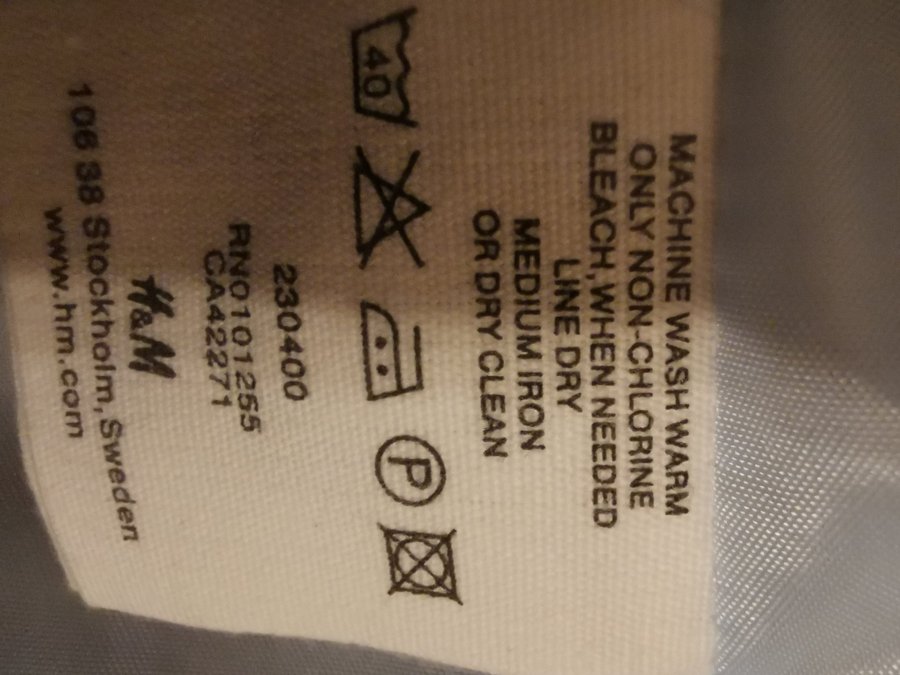 MACHINE WASH WARM
ONLY NON-CHLORINE
BLEACH,WHEN NEEDED
LINE DRY
MEDIUM IRON
OR DRY CLEAN
40
P
230400
RN0101255
CA42271
H&M
106 38 Stockholm,Sweden
www.hm.com